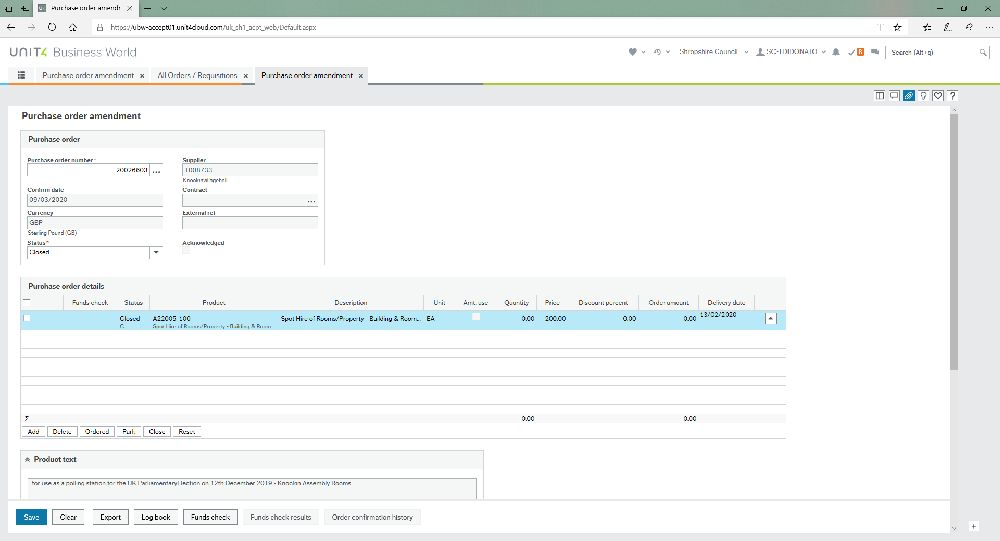 Purchase order amendm
https://ubw-accept01.unit4cloud.com/uk_sh1_acpt_web/Default.aspx
UNIT4 Business World
Shropshire Council
SC-TDIDONATO
8
Search (Alt+q)
Purchase order amendment
All Orders / Requisitions
Purchase order amendment
?
Purchase order amendment
Purchase order
Purchase order number*
Supplier
20026603 ...
1008733
Knockinvillagehall
Confirm date
Contract
09/03/2020
...
Currency
External ref
GBP
Sterling Pound (GB)
Status*
Acknowledged
Closed
Purchase order details
Funds check Status Product Description Unit Amt. use Quantity Price Discount percent Order amount Delivery date
Closed A22005-100 Spot Hire of Rooms/Property - Building & Room... EA 0.00 200.00 0.00 0.00 13/02/2020
C Spot Hire of Rooms/Property - Building & Room...
Σ 0.00 0.00
Add Delete Ordered Park Close Reset
Product text
for use as a polling station for the UK ParliamentaryElection on 12th December 2019 - Knockin Assembly Rooms
Save Clear Export Log book Funds check Funds check results Order confirmation history